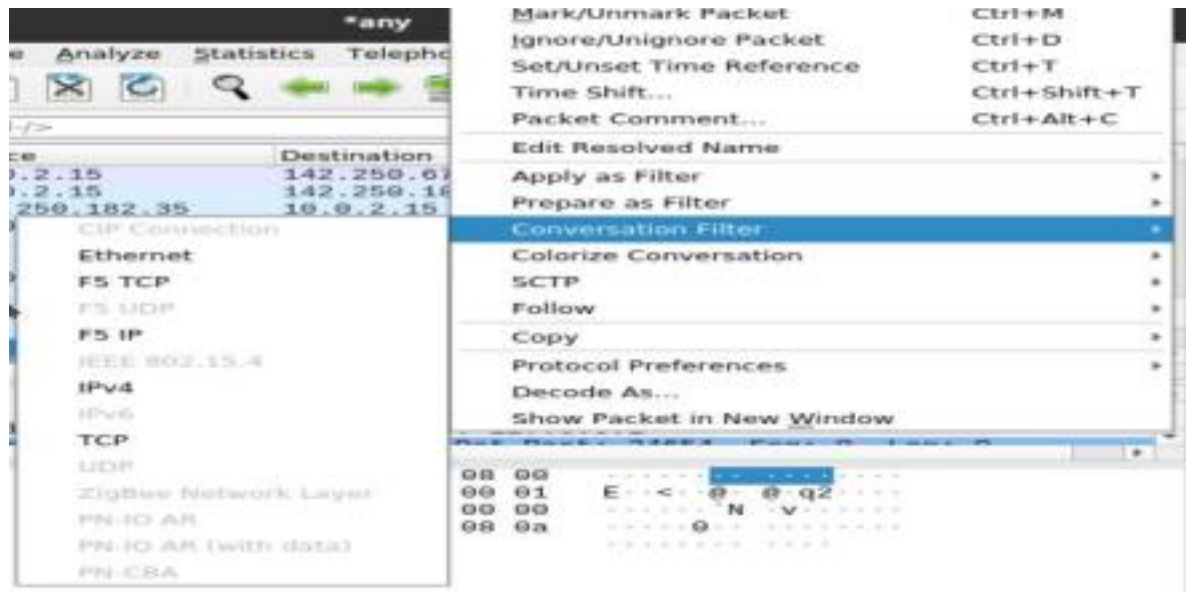 *any
Analyze Statistics Telepho
-/>
ce Destination
0.2.15 142.250.67
0.2.15 142.250.18
250.182.35 10.0.2.15
Mark/Unmark Packet Ctrl+M
Ignore/Unignore Packet Ctrl+D
Set/Unset Time Reference Ctrl+T
Time Shift... Ctrl+Shift+T
Packet Comment... Ctrl+Alt+C
Edit Resolved Name
Apply as Filter
Prepare as Filter
Conversation Filter
Colorize Conversation
SCTP
Follow
Copy
Protocol Preferences
Decode As...
Show Packet in New Window
CIP Connection
Ethernet
F5 TCP
F5 UDP
F5 IP
IEEE 802.15.4
IPv4
IPv6
TCP
UDP
ZigBee Network Layer
PN-IO AR
PN-IO AR (with data)
PN-CBA
08 00
00 01 E··<··@· @·q2····
00 00 N v
08 0a